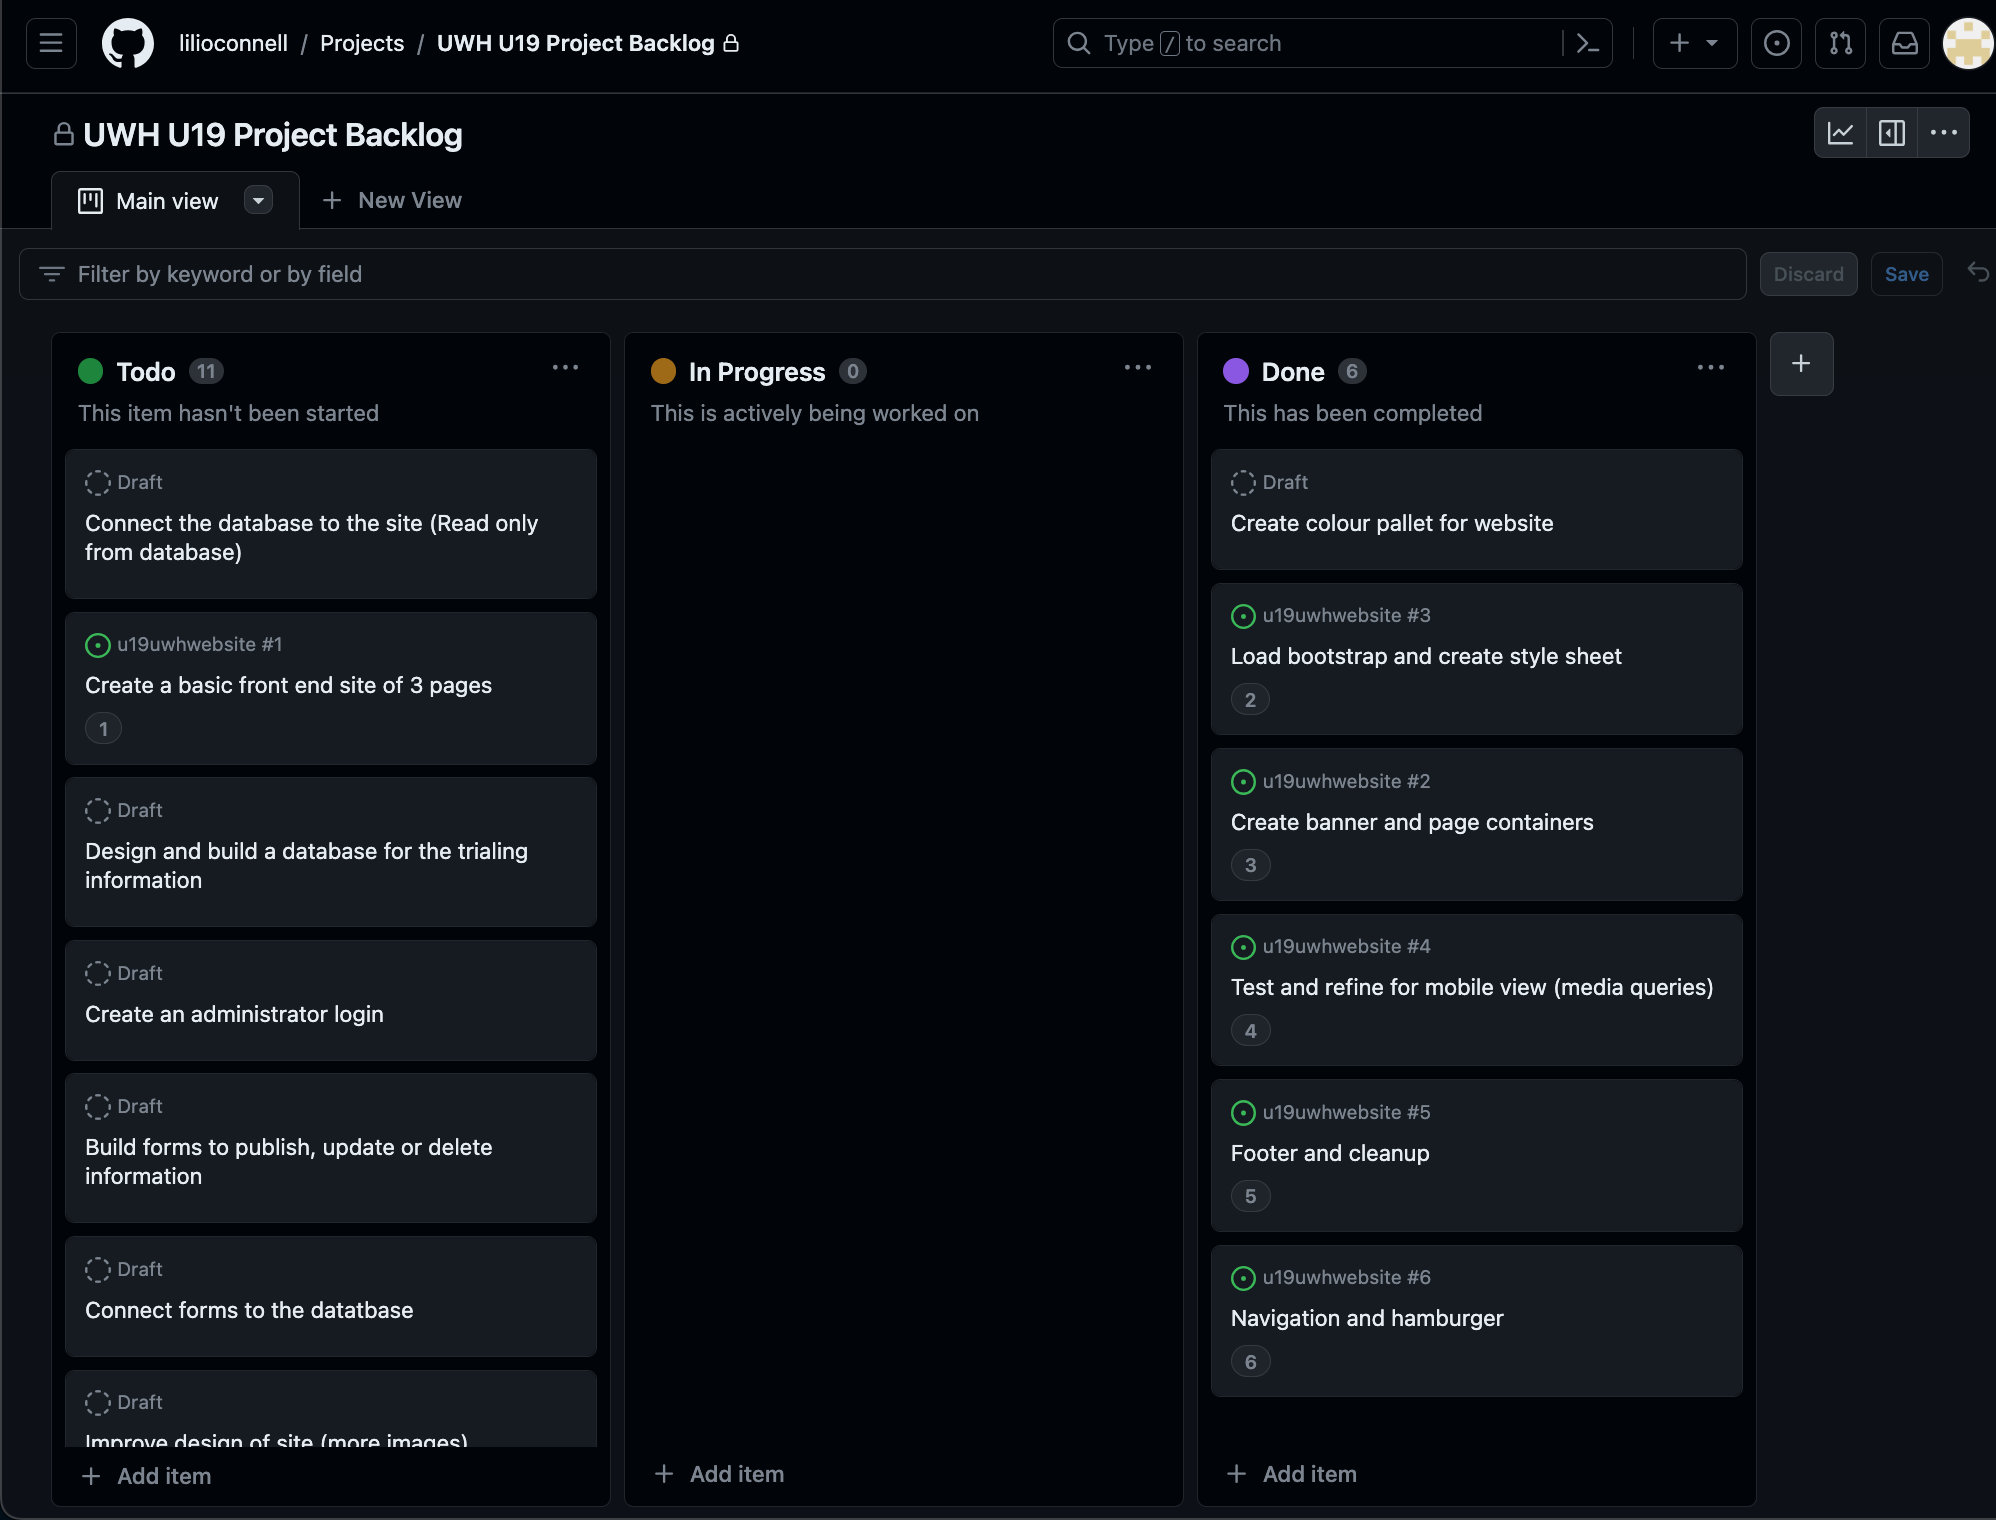 liliconnell / Projects / UWH U19 Project Backlog
Type / to search
UWH U19 Project Backlog
Main view
New View
Filter by keyword or by field
Discard
Save
Todo 11
This item hasn't been started
Draft
Connect the database to the site (Read only
from database)
u19uwhwebsite #1
Create a basic front end site of 3 pages
1
Draft
Design and build a database for the trialing
information
Draft
Create an administrator login
Draft
Build forms to publish, update or delete
information
Draft
Connect forms to the datatbase
Draft
Improve design of site (more images)
Add item
In Progress 0
This is actively being worked on
Add item
Done 6
This has been completed
Draft
Create colour pallet for website
u19uwhwebsite #3
Load bootstrap and create style sheet
2
u19uwhwebsite #2
Create banner and page containers
3
u19uwhwebsite #4
Test and refine for mobile view (media queries)
4
u19uwhwebsite #5
Footer and cleanup
5
u19uwhwebsite #6
Navigation and hamburger
6
Add item